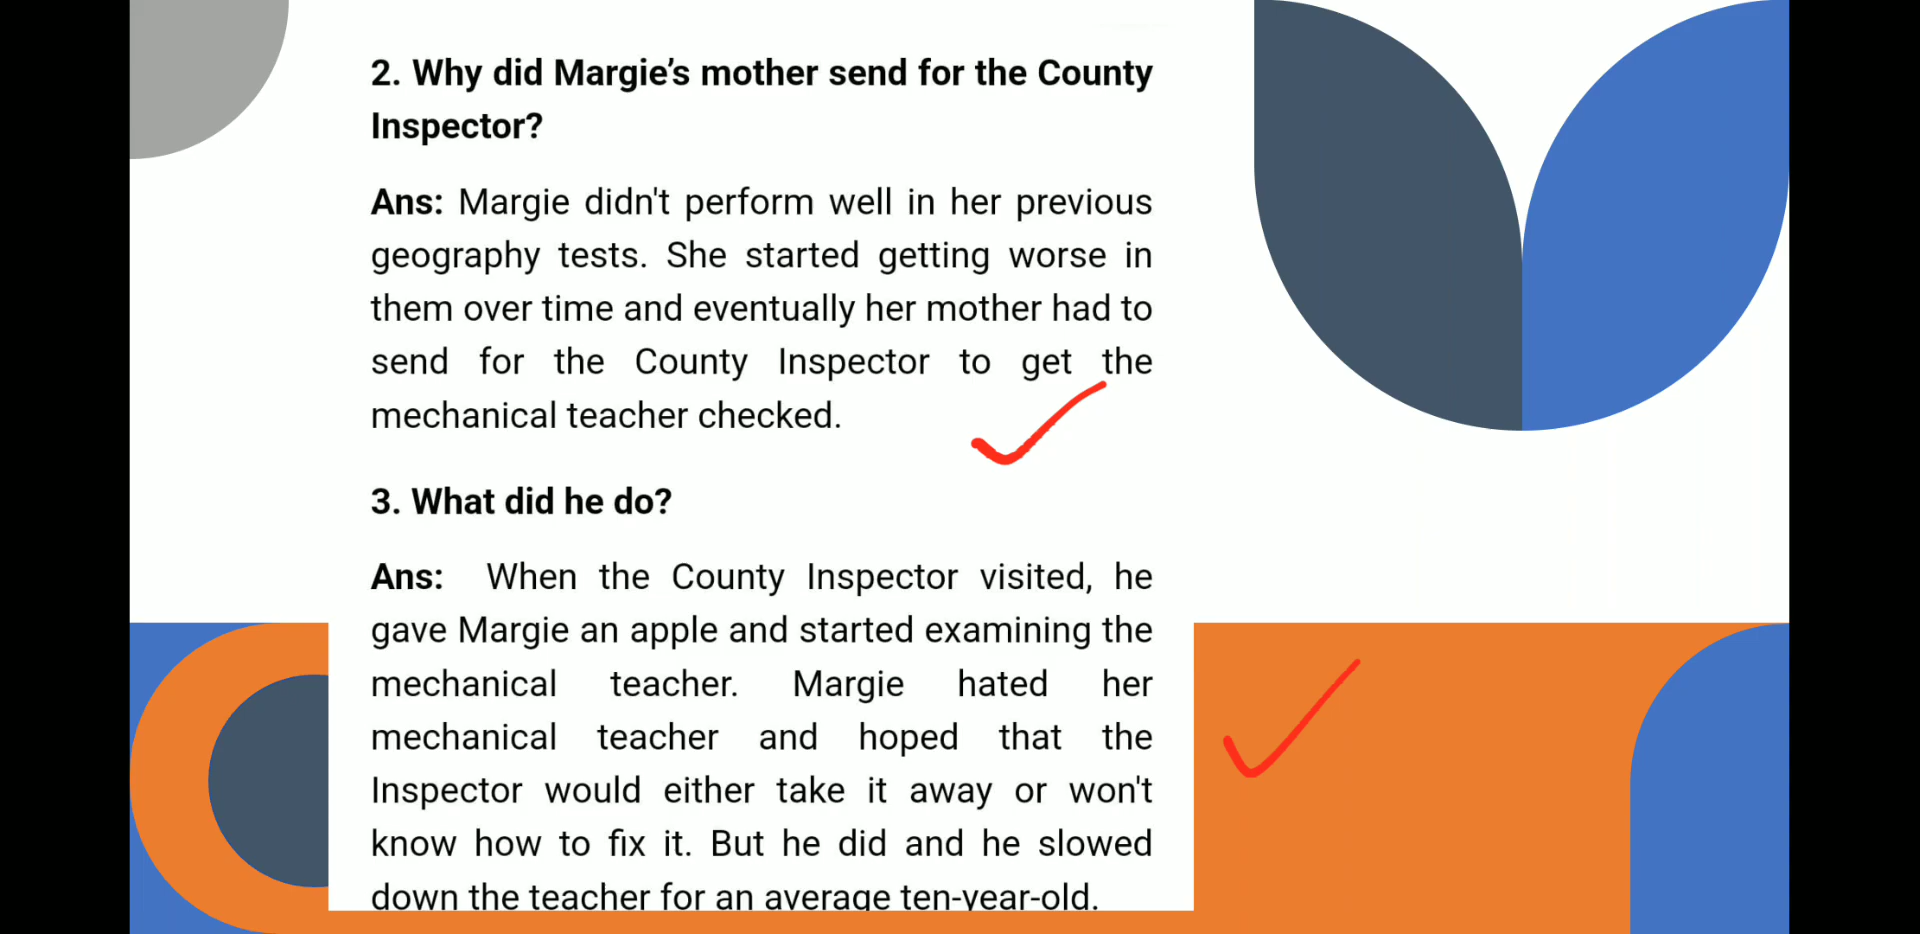 2. Why did Margie’s mother send for the County
Inspector?
Ans: Margie didn't perform well in her previous
geography tests. She started getting worse in
them over time and eventually her mother had to
send for the County Inspector to get the
mechanical teacher checked.
3. What did he do?
Ans: When the County Inspector visited, he
gave Margie an apple and started examining the
mechanical teacher. Margie hated her
mechanical teacher and hoped that the
Inspector would either take it away or won't
know how to fix it. But he did and he slowed
down the teacher for an average ten-year-old.